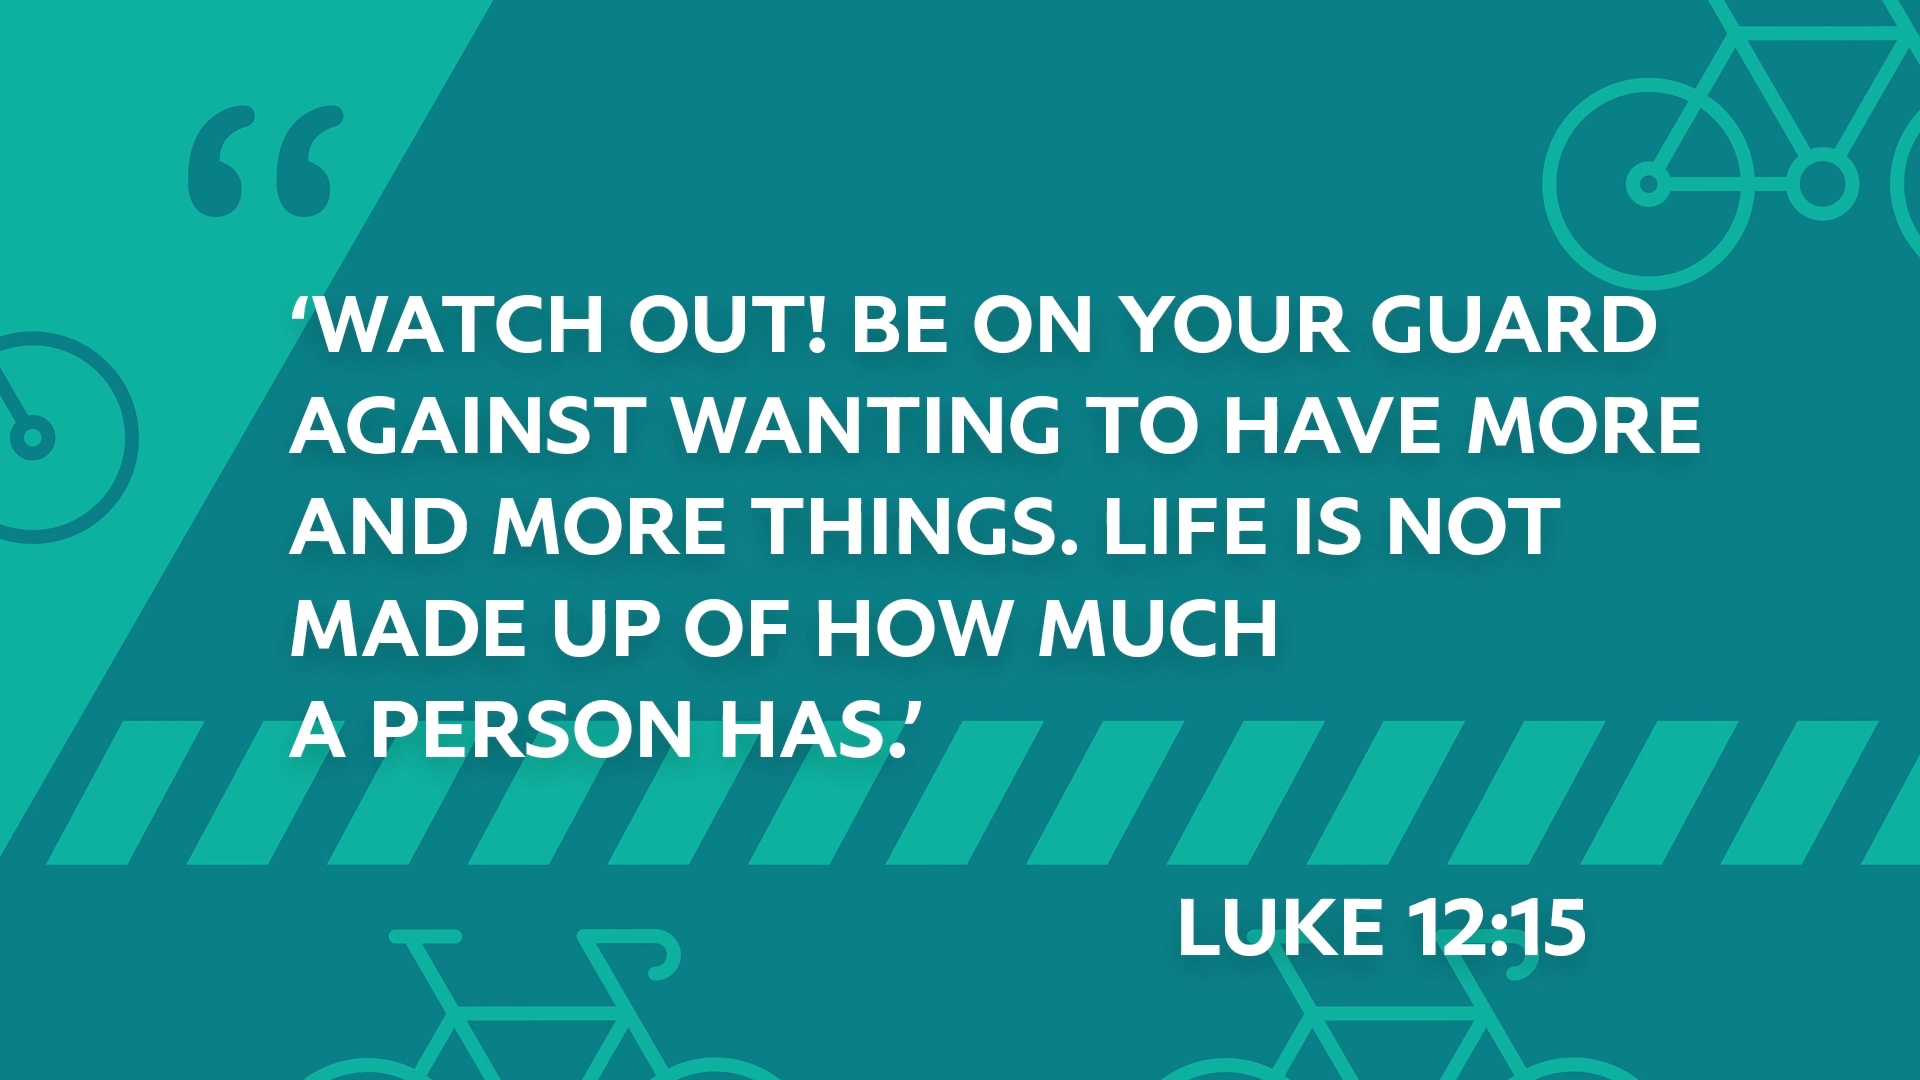 ‘WATCH OUT! BE ON YOUR GUARD
AGAINST WANTING TO HAVE MORE
AND MORE THINGS. LIFE IS NOT
MADE UP OF HOW MUCH
A PERSON HAS.’
LUKE 12:15